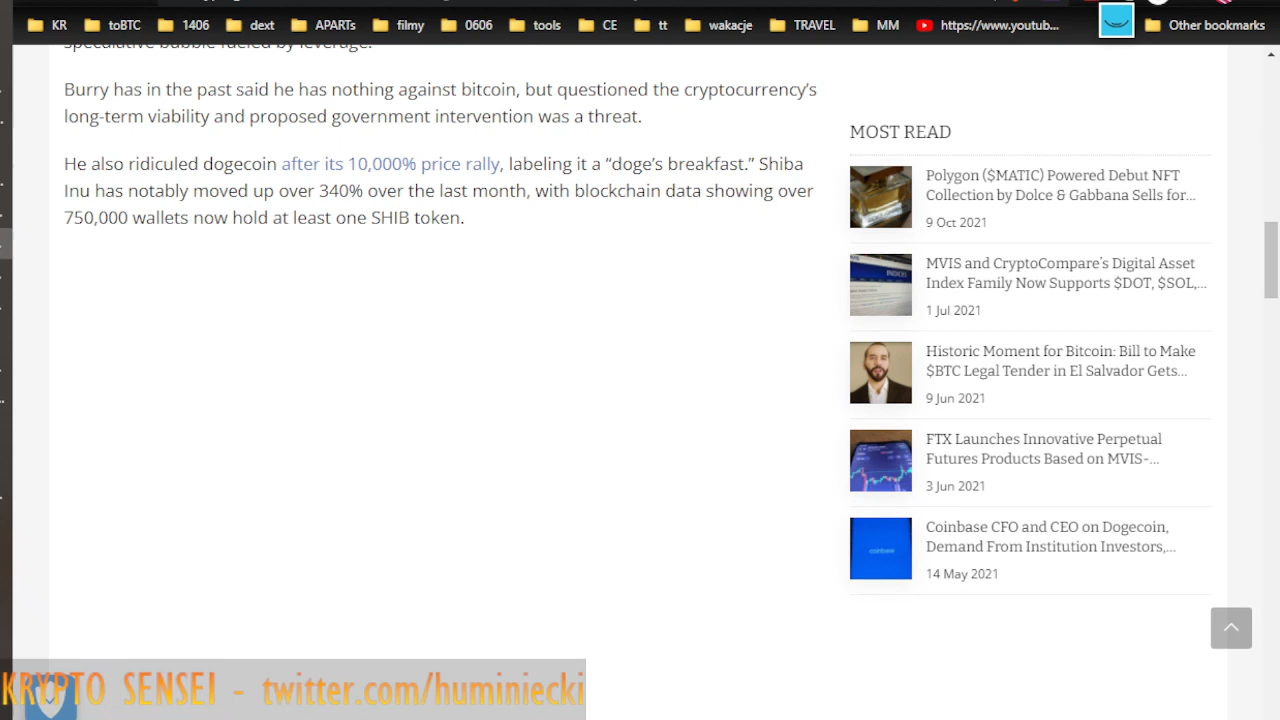 KR toBTC 1406 dext APARTs filmy 0606 tools CE tt wakacje TRAVEL MM https://www.youtub... Other bookmarks
speculative bubble fueled by leverage.
Burry has in the past said he has nothing against bitcoin, but questioned the cryptocurrency’s
long-term viability and proposed government intervention was a threat.
He also ridiculed dogecoin after its 10,000% price rally, labeling it a “doge’s breakfast.” Shiba
Inu has notably moved up over 340% over the last month, with blockchain data showing over
750,000 wallets now hold at least one SHIB token.
MOST READ
Polygon ($MATIC) Powered Debut NFT
Collection by Dolce & Gabbana Sells for...
9 Oct 2021
INDICES
MVIS and CryptoCompare’s Digital Asset
Index Family Now Supports $DOT, $SOL,...
1 Jul 2021
Historic Moment for Bitcoin: Bill to Make
$BTC Legal Tender in El Salvador Gets...
9 Jun 2021
FTX Launches Innovative Perpetual
Futures Products Based on MVIS-...
3 Jun 2021
coinbase
Coinbase CFO and CEO on Dogecoin,
Demand From Institution Investors,...
14 May 2021
KRYPTO SENSEI - twitter.com/huminiecki